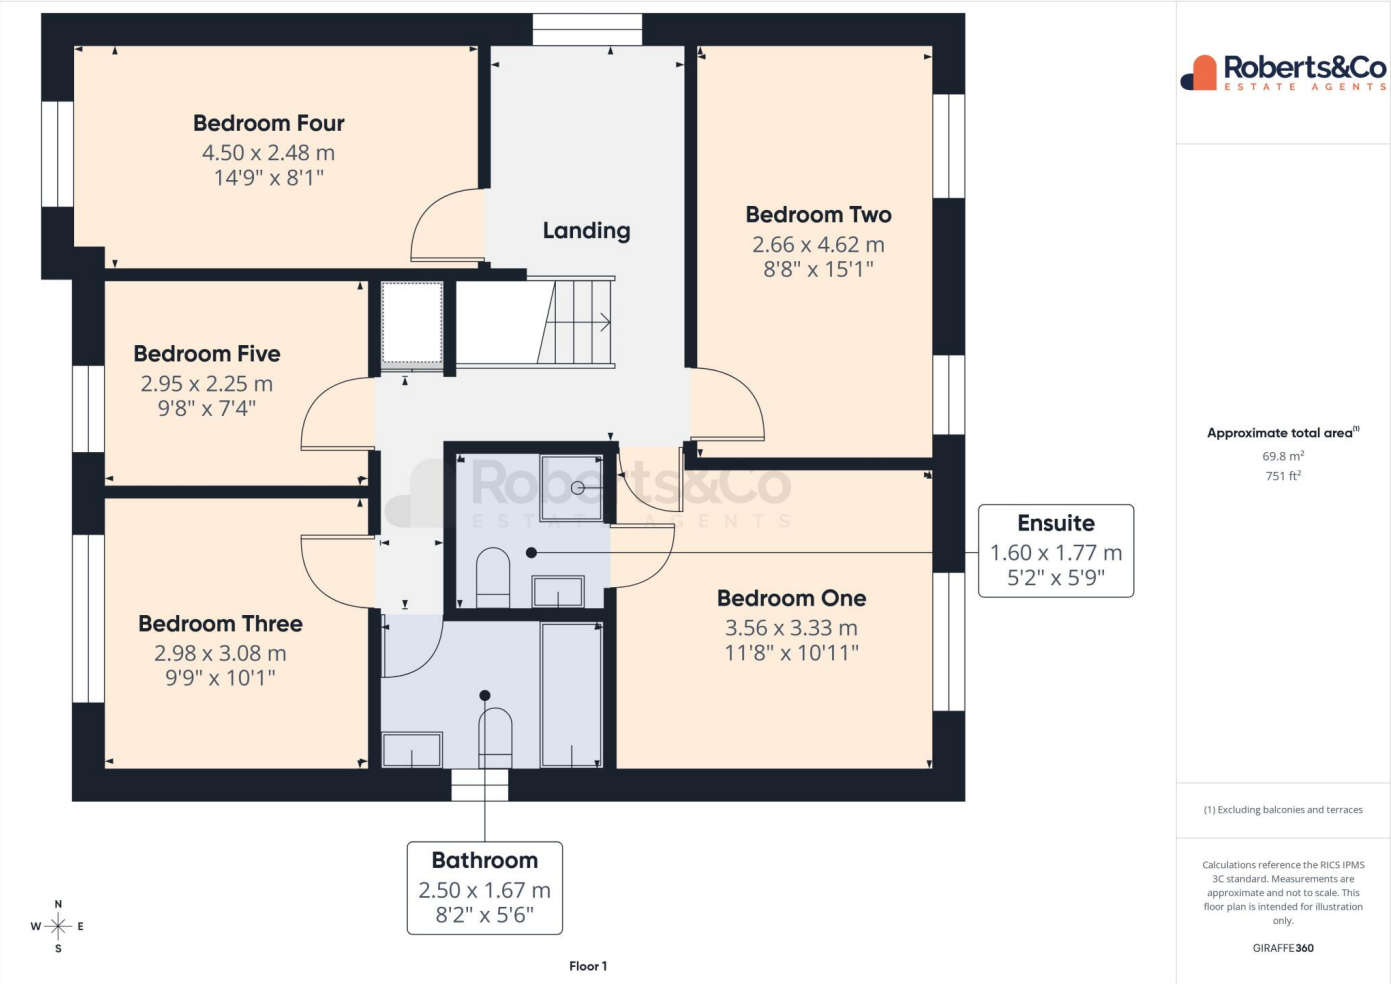 Bedroom Four
4.50 x 2.48 m
14'9" x 8'1"
Landing
Bedroom Two
2.66 x 4.62 m
8'8" x 15'1"
Bedroom Five
2.95 x 2.25 m
9'8" x 7'4"
Roberts&Co
ESTATE AGENTS
Ensuite
1.60 x 1.77 m
5'2" x 5'9"
Bedroom One
3.56 x 3.33 m
11'8" x 10'11"
Bedroom Three
2.98 x 3.08 m
9'9" x 10'1"
Bathroom
2.50 x 1.67 m
8'2" x 5'6"
N
W E
S
Floor 1
Roberts&Co
ESTATE AGENTS
Approximate total area(1)
69.8 m²
751 ft²
(1) Excluding balconies and terraces
Calculations reference the RICS IPMS
3C standard. Measurements are
approximate and not to scale. This
floor plan is intended for illustration
only.
GIRAFFE360